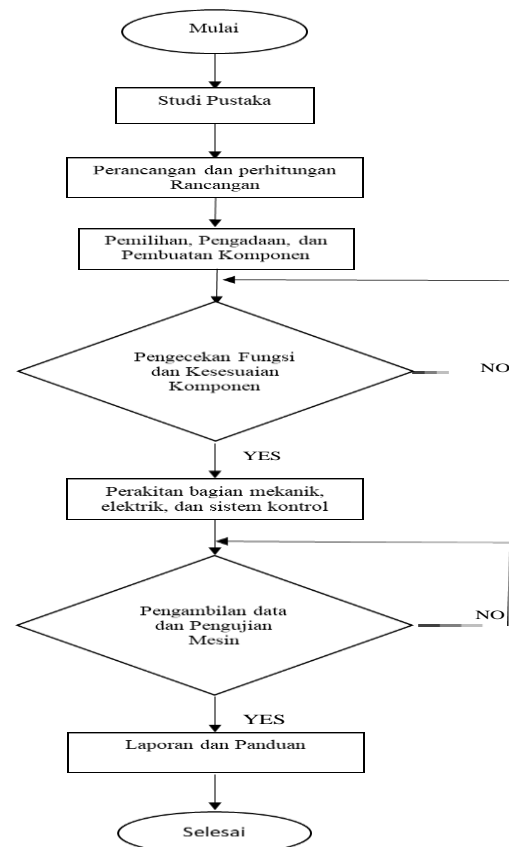 Mulai
Studi Pustaka
Perancangan dan perhitungan
Rancangan
Pemilihan, Pengadaan, dan
Pembuatan Komponen
Pengecekan Fungsi
dan Kesesuaian
Komponen
NO
YES
Perakitan bagian mekanik,
elektrik, dan sistem kontrol
Pengambilan data
dan Pengujian
Mesin
NO
YES
Laporan dan Panduan
Selesai